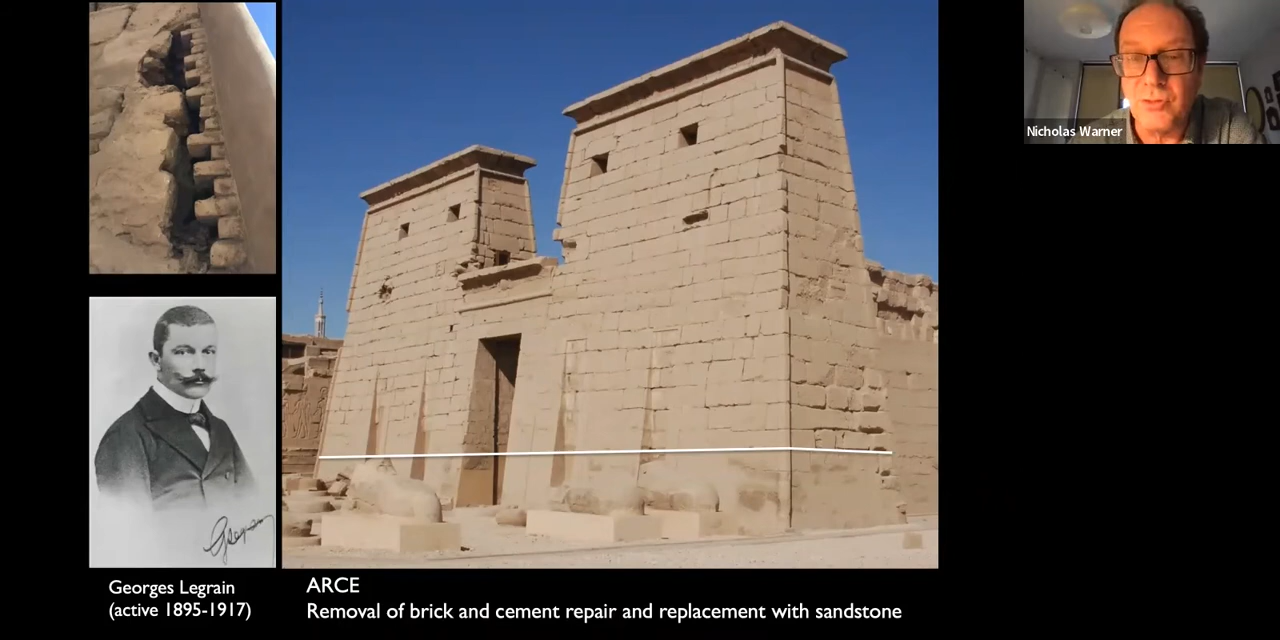 Nicholas Warner
Georges Legrain
(active 1895-1917)
ARCE
Removal of brick and cement repair and replacement with sandstone